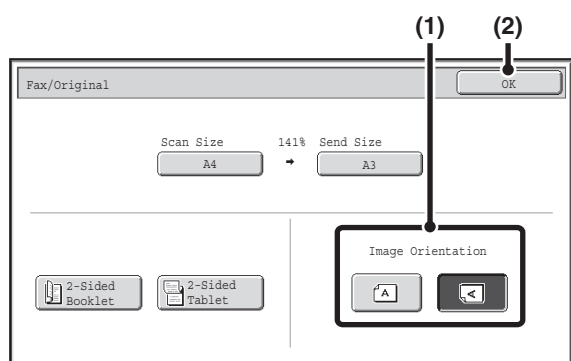 (1) (2)
Fax/Original OK
Scan Size 141% Send Size
A4 → A3
Image Orientation
2-Sided 2-Sided
Booklet Tablet
A A